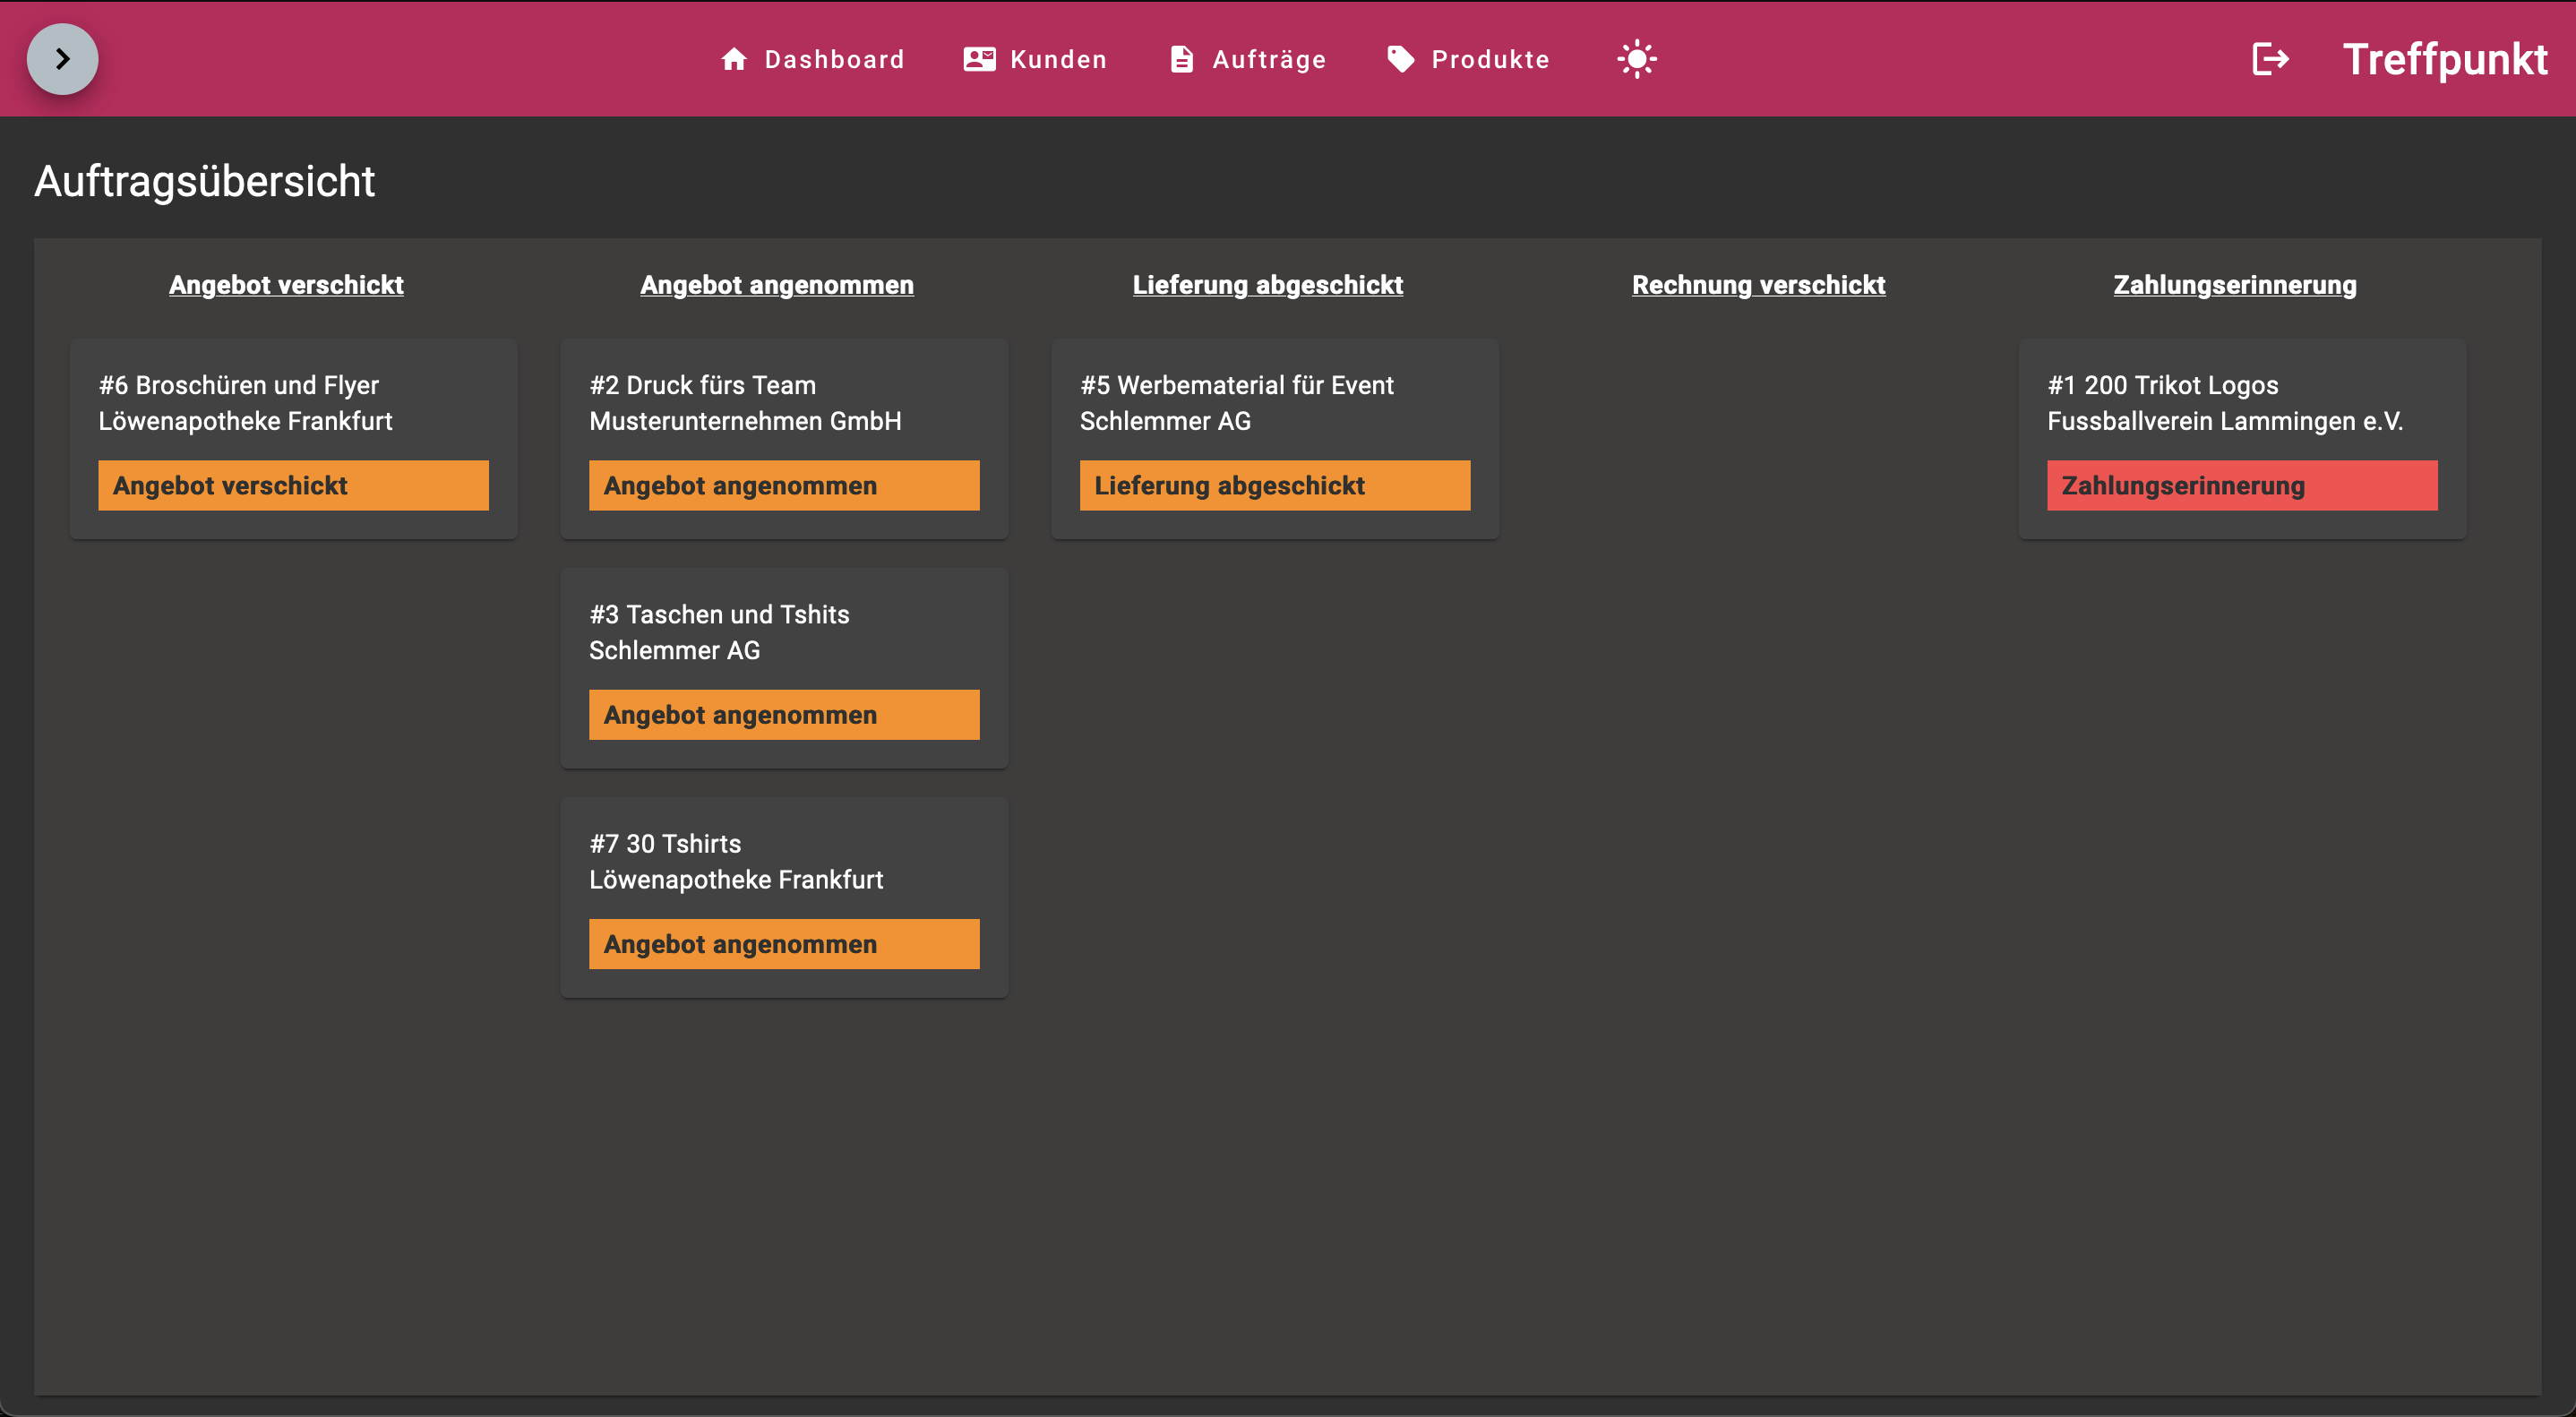 Dashboard
Kunden
Aufträge
Produkte
Treffpunkt
Auftragsübersicht
Angebot verschickt
#6 Broschüren und Flyer
Löwenapotheke Frankfurt
Angebot verschickt
Angebot angenommen
#2 Druck fürs Team
Musterunternehmen GmbH
Angebot angenommen
#3 Taschen und Tshits
Schlemmer AG
Angebot angenommen
#7 30 Tshirts
Löwenapotheke Frankfurt
Angebot angenommen
Lieferung abgeschickt
#5 Werbematerial für Event
Schlemmer AG
Lieferung abgeschickt
Rechnung verschickt
Zahlungserinnerung
#1 200 Trikot Logos
Fussballverein Lammingen e.V.
Zahlungserinnerung